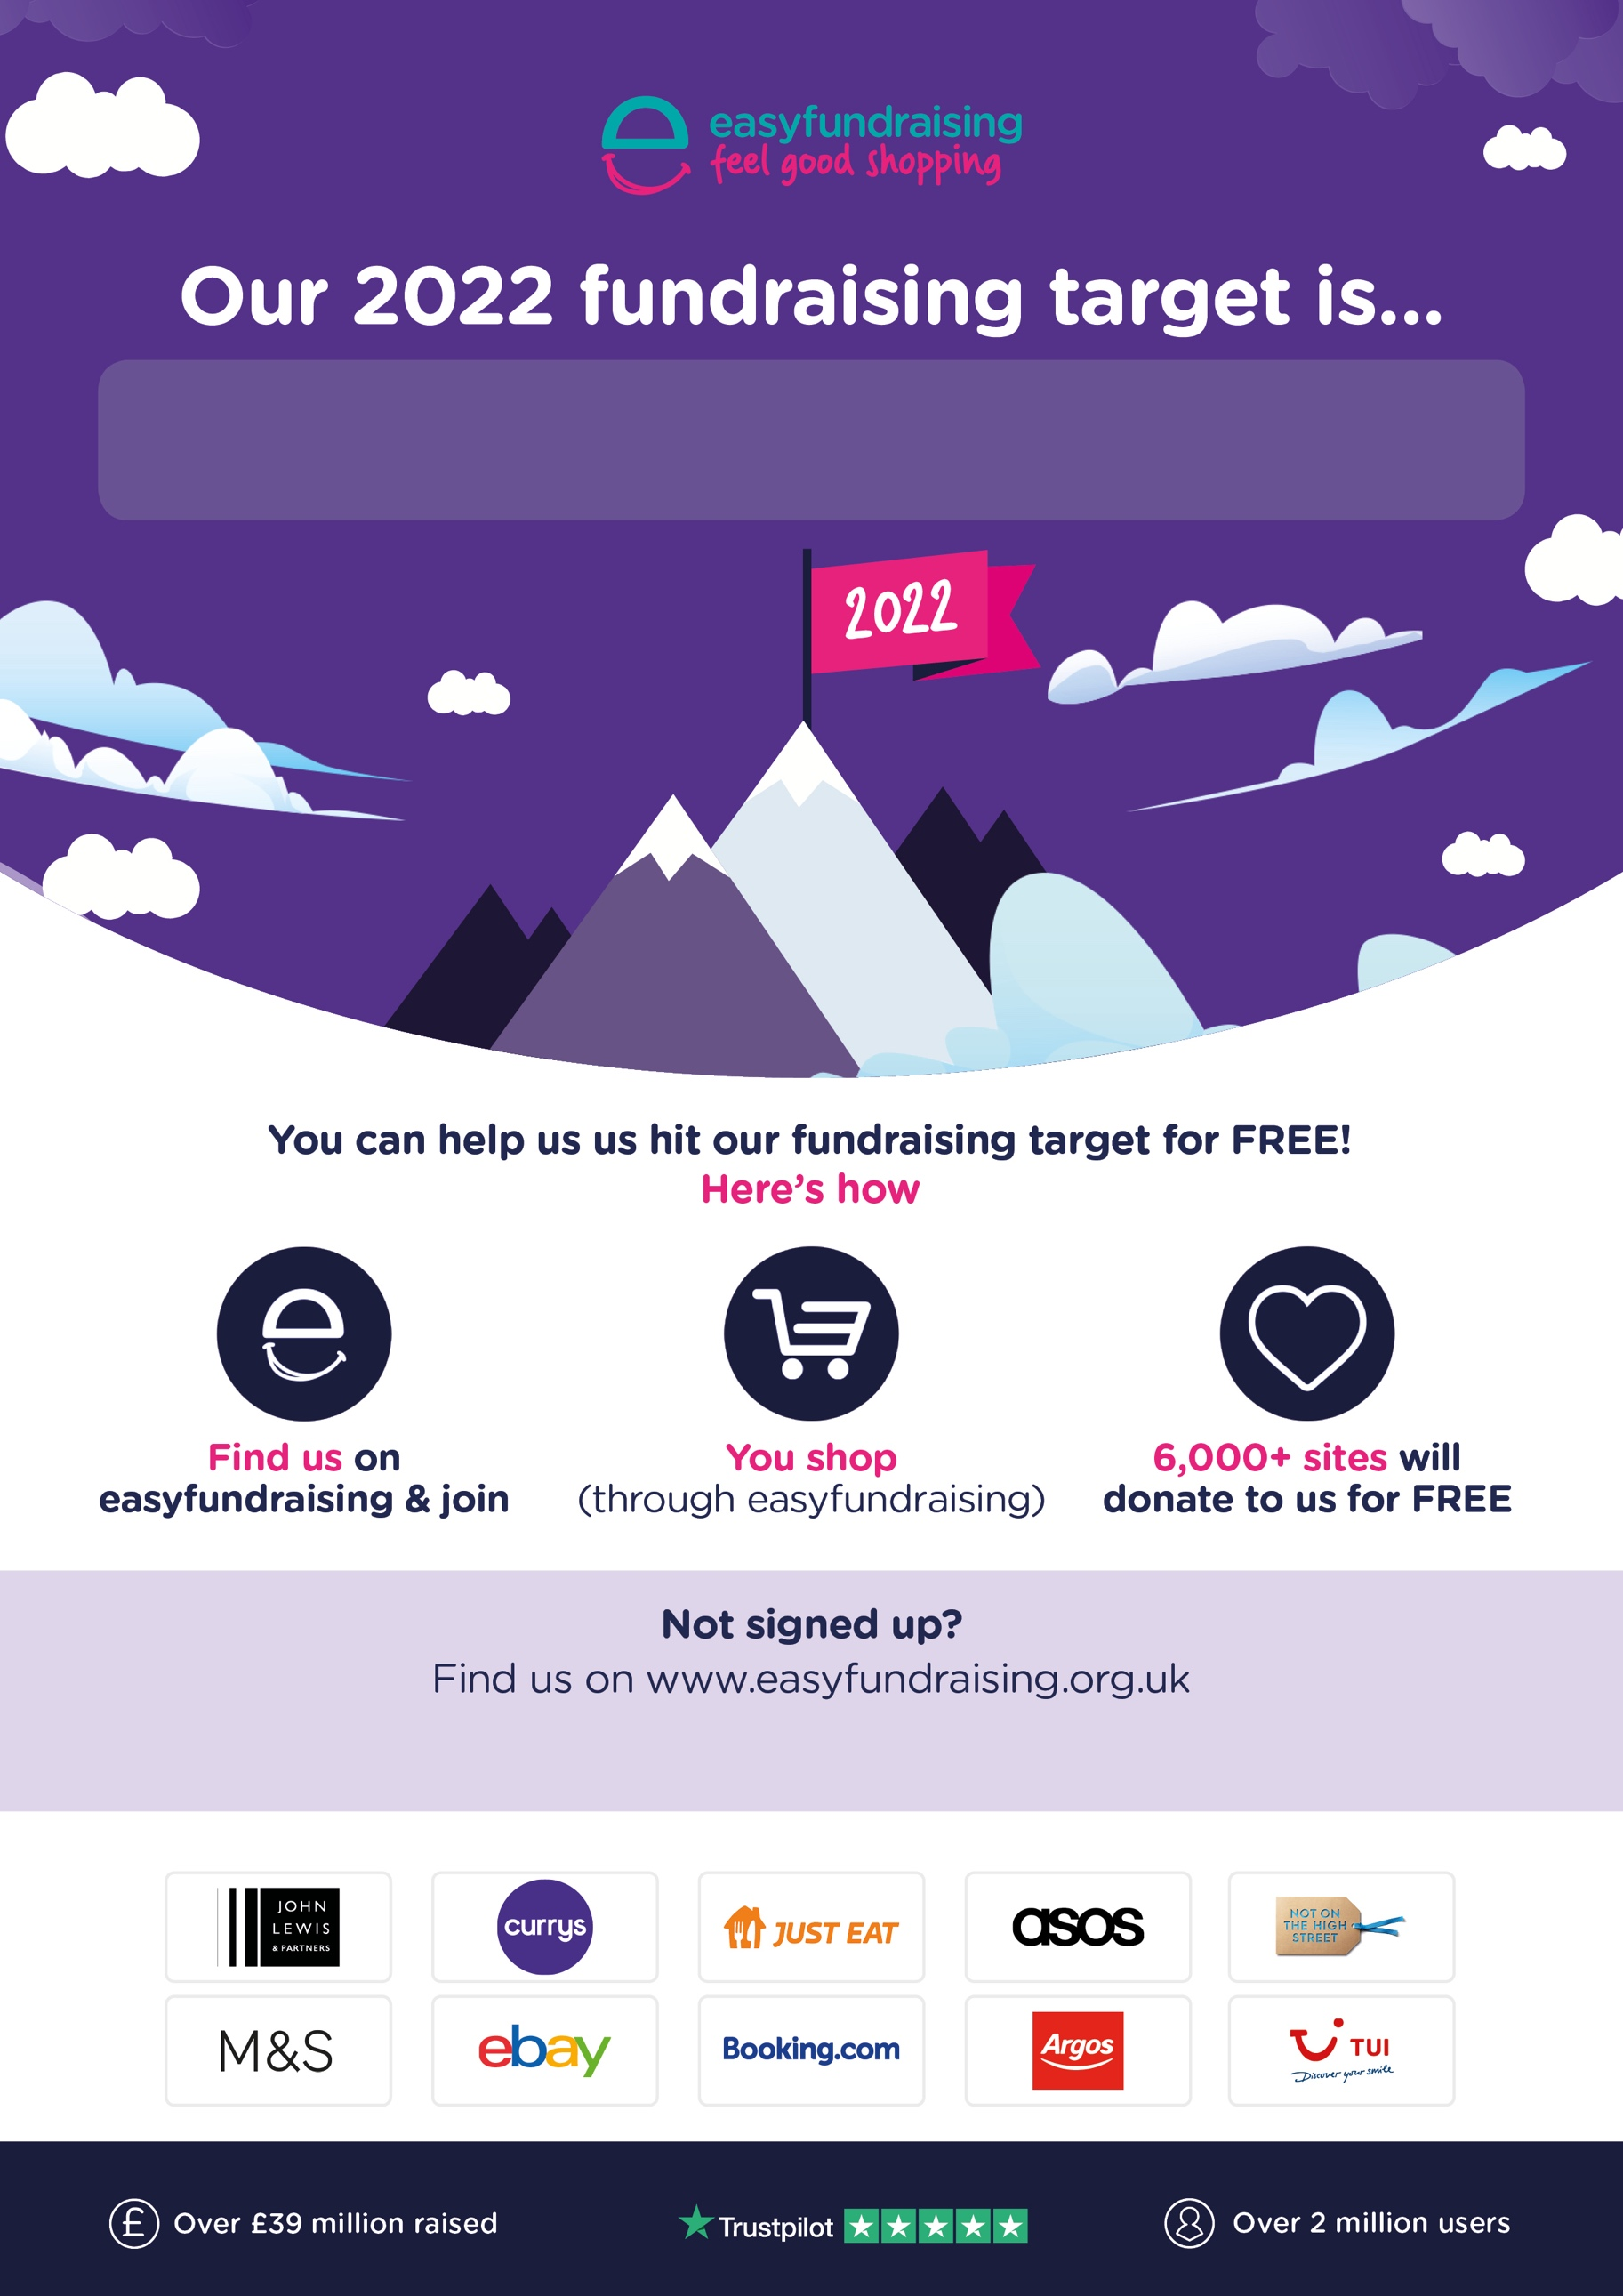 easyfundraising
feel good shopping
Our 2022 fundraising target is...
2022
You can help us us hit our fundraising target for FREE!
Here's how
Find us on
easyfundraising & join
You shop
(through easyfundraising)
6,000+ sites will
donate to us for FREE
Not signed up?
Find us on www.easyfundraising.org.uk
JOHN
LEWIS
& PARTNERS
currys
JUST EAT
asos
NOT ON
THE HIGH
STREET
M&S
ebay
Booking.com
Argos
TUI
Discover your smile
£ Over £39 million raised
Trustpilot
Over 2 million users